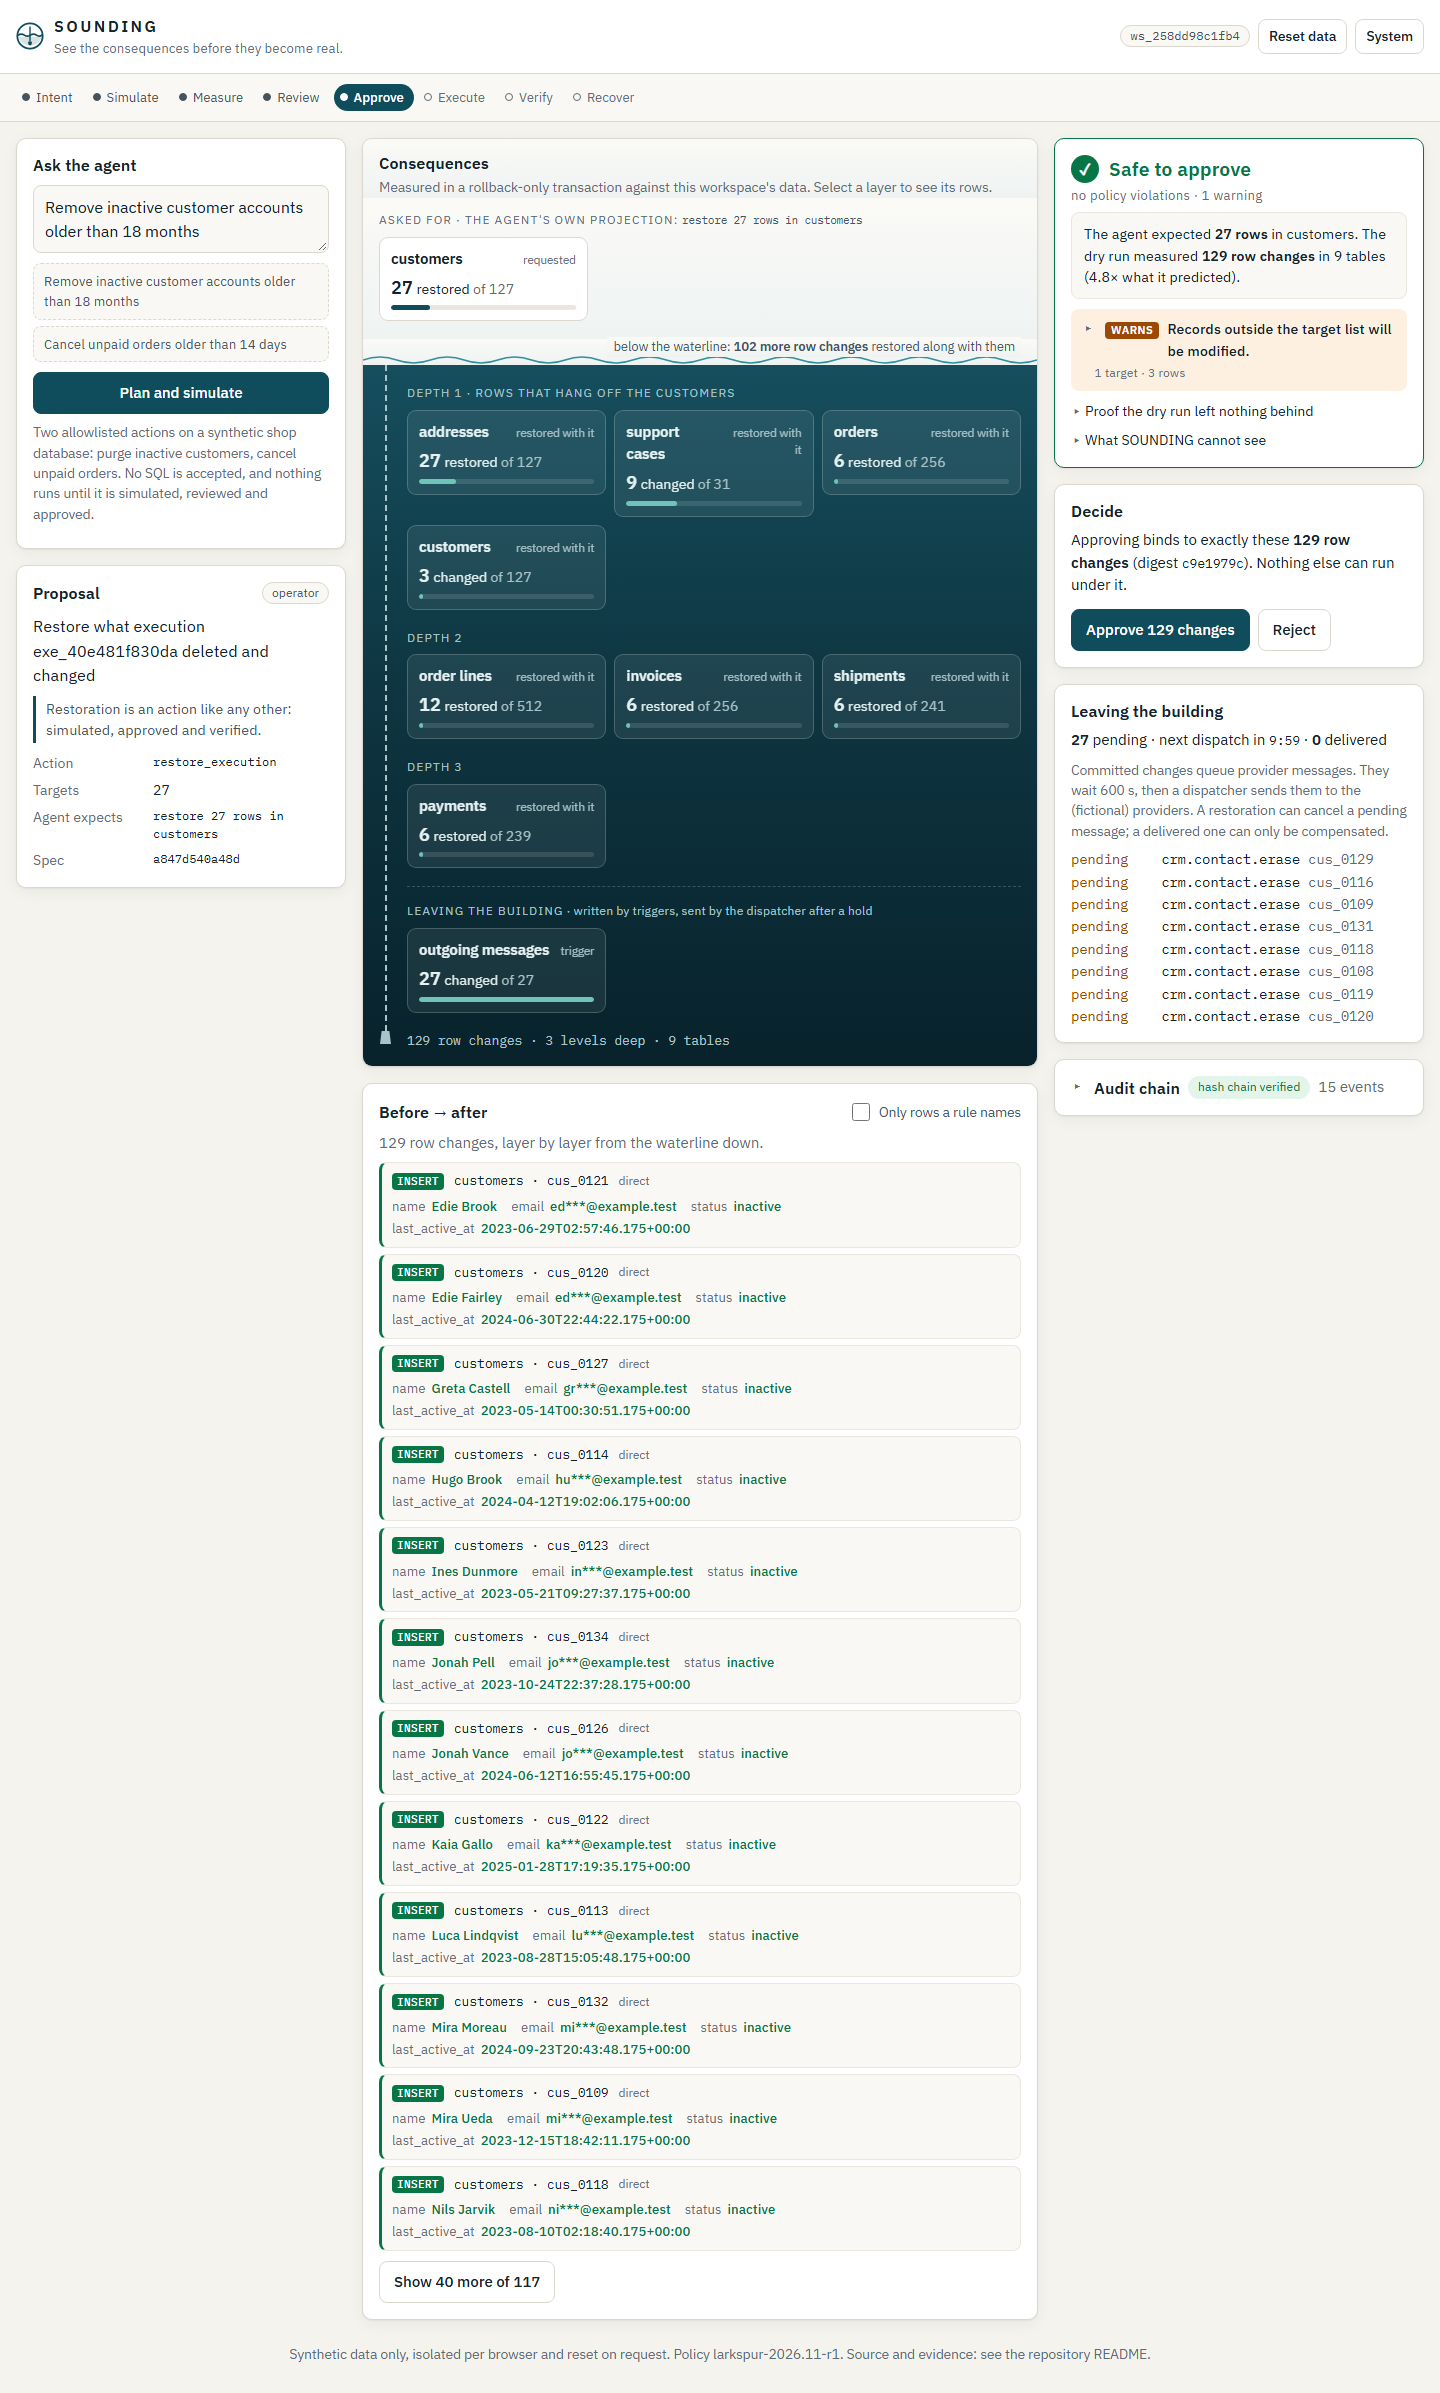 SOUNDING
See the consequences before they become real.
ws_258dd98c1fb4
Reset data
System
Intent
Simulate
Measure
Review
Approve
Execute
Verify
Recover
Ask the agent
Remove inactive customer accounts
older than 18 months
Remove inactive customer accounts older
than 18 months
Cancel unpaid orders older than 14 days
Plan and simulate
Two allowlisted actions on a synthetic shop
database: purge inactive customers, cancel
unpaid orders. No SQL is accepted, and nothing
runs until it is simulated, reviewed and
approved.
Proposal
operator
Restore what execution
exe_40e481f830da deleted and
changed
Restoration is an action like any other:
simulated, approved and verified.
Action restore_execution
Targets 27
Agent expects restore 27 rows in
customers
Spec a847d540a48d
Consequences
Measured in a rollback-only transaction against this workspace's data. Select a layer to see its rows.
ASKED FOR · THE AGENT'S OWN PROJECTION: restore 27 rows in customers
customers requested
27 restored of 127
below the waterline: 102 more row changes restored along with them
DEPTH 1 · ROWS THAT HANG OFF THE CUSTOMERS
addresses restored with it
27 restored of 127
support cases restored with it
9 changed of 31
orders restored with it
6 restored of 256
customers restored with it
3 changed of 127
DEPTH 2
order lines restored with it
12 restored of 512
invoices restored with it
6 restored of 256
shipments restored with it
6 restored of 241
DEPTH 3
payments restored with it
6 restored of 239
LEAVING THE BUILDING · written by triggers, sent by the dispatcher after a hold
outgoing messages trigger
27 changed of 27
129 row changes · 3 levels deep · 9 tables
Before → after
Only rows a rule names
129 row changes, layer by layer from the waterline down.
INSERT customers · cus_0121 direct
name Edie Brook email ed***@example.test status inactive
last_active_at 2023-06-29T02:57:46.175+00:00
INSERT customers · cus_0120 direct
name Edie Fairley email ed***@example.test status inactive
last_active_at 2024-06-30T22:44:22.175+00:00
INSERT customers · cus_0127 direct
name Greta Castell email gr***@example.test status inactive
last_active_at 2023-05-14T00:30:51.175+00:00
INSERT customers · cus_0114 direct
name Hugo Brook email hu***@example.test status inactive
last_active_at 2024-04-12T19:02:06.175+00:00
INSERT customers · cus_0123 direct
name Ines Dunmore email in***@example.test status inactive
last_active_at 2023-05-21T09:27:37.175+00:00
INSERT customers · cus_0134 direct
name Jonah Pell email jo***@example.test status inactive
last_active_at 2023-10-24T22:37:28.175+00:00
INSERT customers · cus_0126 direct
name Jonah Vance email jo***@example.test status inactive
last_active_at 2024-06-12T16:55:45.175+00:00
INSERT customers · cus_0122 direct
name Kaia Gallo email ka***@example.test status inactive
last_active_at 2025-01-28T17:19:35.175+00:00
INSERT customers · cus_0113 direct
name Luca Lindqvist email lu***@example.test status inactive
last_active_at 2023-08-28T15:05:48.175+00:00
INSERT customers · cus_0132 direct
name Mira Moreau email mi***@example.test status inactive
last_active_at 2024-09-23T20:43:48.175+00:00
INSERT customers · cus_0109 direct
name Mira Ueda email mi***@example.test status inactive
last_active_at 2023-12-15T18:42:11.175+00:00
INSERT customers · cus_0118 direct
name Nils Jarvik email ni***@example.test status inactive
last_active_at 2023-08-10T02:18:40.175+00:00
Show 40 more of 117
Safe to approve
no policy violations · 1 warning
The agent expected 27 rows in customers. The
dry run measured 129 row changes in 9 tables
(4.8× what it predicted).
WARNS Records outside the target list will
be modified.
1 target · 3 rows
Proof the dry run left nothing behind
What SOUNDING cannot see
Decide
Approving binds to exactly these 129 row
changes (digest c9e1979c). Nothing else can run
under it.
Approve 129 changes
Reject
Leaving the building
27 pending · next dispatch in 9:59 · 0 delivered
Committed changes queue provider messages. They
wait 600 s, then a dispatcher sends them to the
(fictional) providers. A restoration can cancel a pending
message; a delivered one can only be compensated.
pending crm.contact.erase cus_0129
pending crm.contact.erase cus_0116
pending crm.contact.erase cus_0109
pending crm.contact.erase cus_0131
pending crm.contact.erase cus_0118
pending crm.contact.erase cus_0108
pending crm.contact.erase cus_0119
pending crm.contact.erase cus_0120
Audit chain hash chain verified 15 events
Synthetic data only, isolated per browser and reset on request. Policy larkspur-2026.11-r1. Source and evidence: see the repository README.